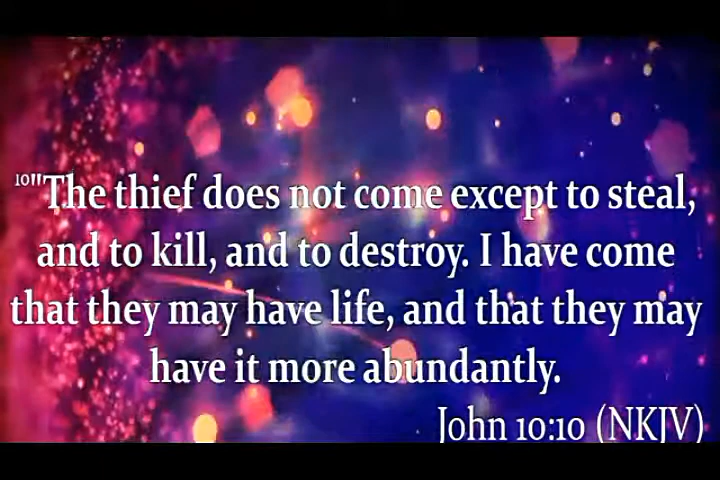 10"The thief does not come except to steal,
and to kill, and to destroy. I have come
that they may have life, and that they may
have it more abundantly.
John 10:10 (NKJV)